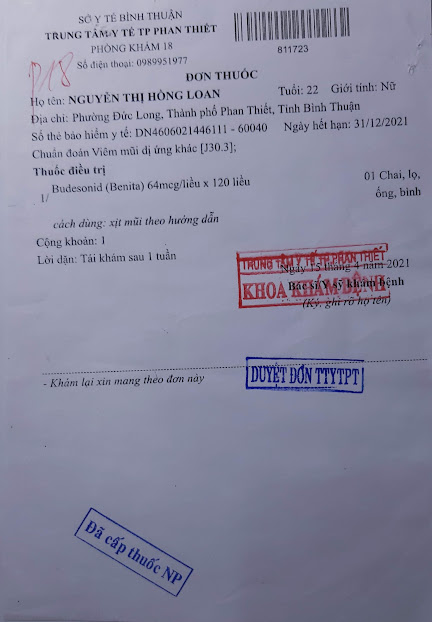 SỞ Y TẾ BÌNH THUẬN
TRUNG TÂM Y TẾ TP PHAN THIẾT
PHÒNG KHÁM 18
Số điện thoại: 0989951977
811723
P18
ĐƠN THUỐC
Họ tên: NGUYỄN THỊ HỒNG LOAN Tuổi: 22 Giới tính: Nữ
Địa chỉ: Phường Đức Long, Thành phố Phan Thiết, Tỉnh Bình Thuận
Số thẻ bảo hiểm y tế: DN4606021446111 - 60040 Ngày hết hạn: 31/12/2021
Chuẩn đoán Viêm mũi dị ứng khác [J30.3];
Thuốc điều trị
Budesonid (Benita) 64mcg/liều x 120 liều 01 Chai, lọ,
1/ ống, bình
cách dùng: xịt mũi theo hướng dẫn
Cộng khoản: 1
Lời dặn: Tái khám sau 1 tuần
TRUNG TÂM Y TẾ TP.PHAN THIẾT
Ngày 15 tháng 4 năm 2021
KHOA KHÁM BỆNH
Bác sĩ/Y sỹ khám bệnh
(Ký, ghi rõ họ tên)
- Khám lại xin mang theo đơn này
DUYỆT ĐƠN TTYTPT
Đã cấp thuốc NP